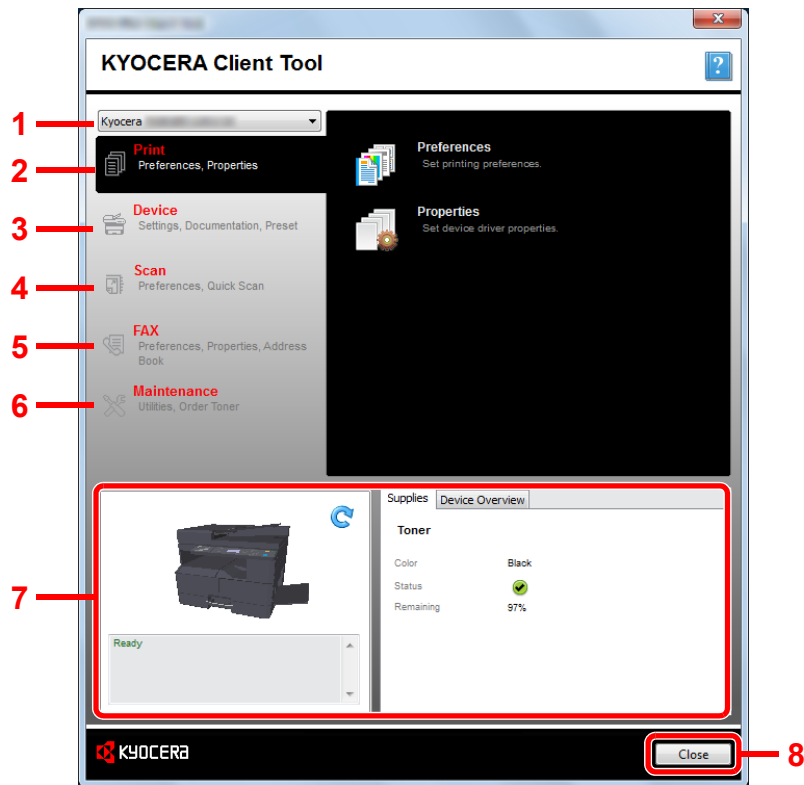 KYOCERA Client Tool
?
1
Kyocera
2
Print
Preferences, Properties
3
Device
Settings, Documentation, Preset
4
Scan
Preferences, Quick Scan
5
FAX
Preferences, Properties, Address
Book
6
Maintenance
Utilities, Order Toner
Preferences
Set printing preferences.
Properties
Set device driver properties.
7
Ready
Supplies
Device Overview
Toner
Color
Black
Status
Remaining
97%
KYOCERA
Close
8